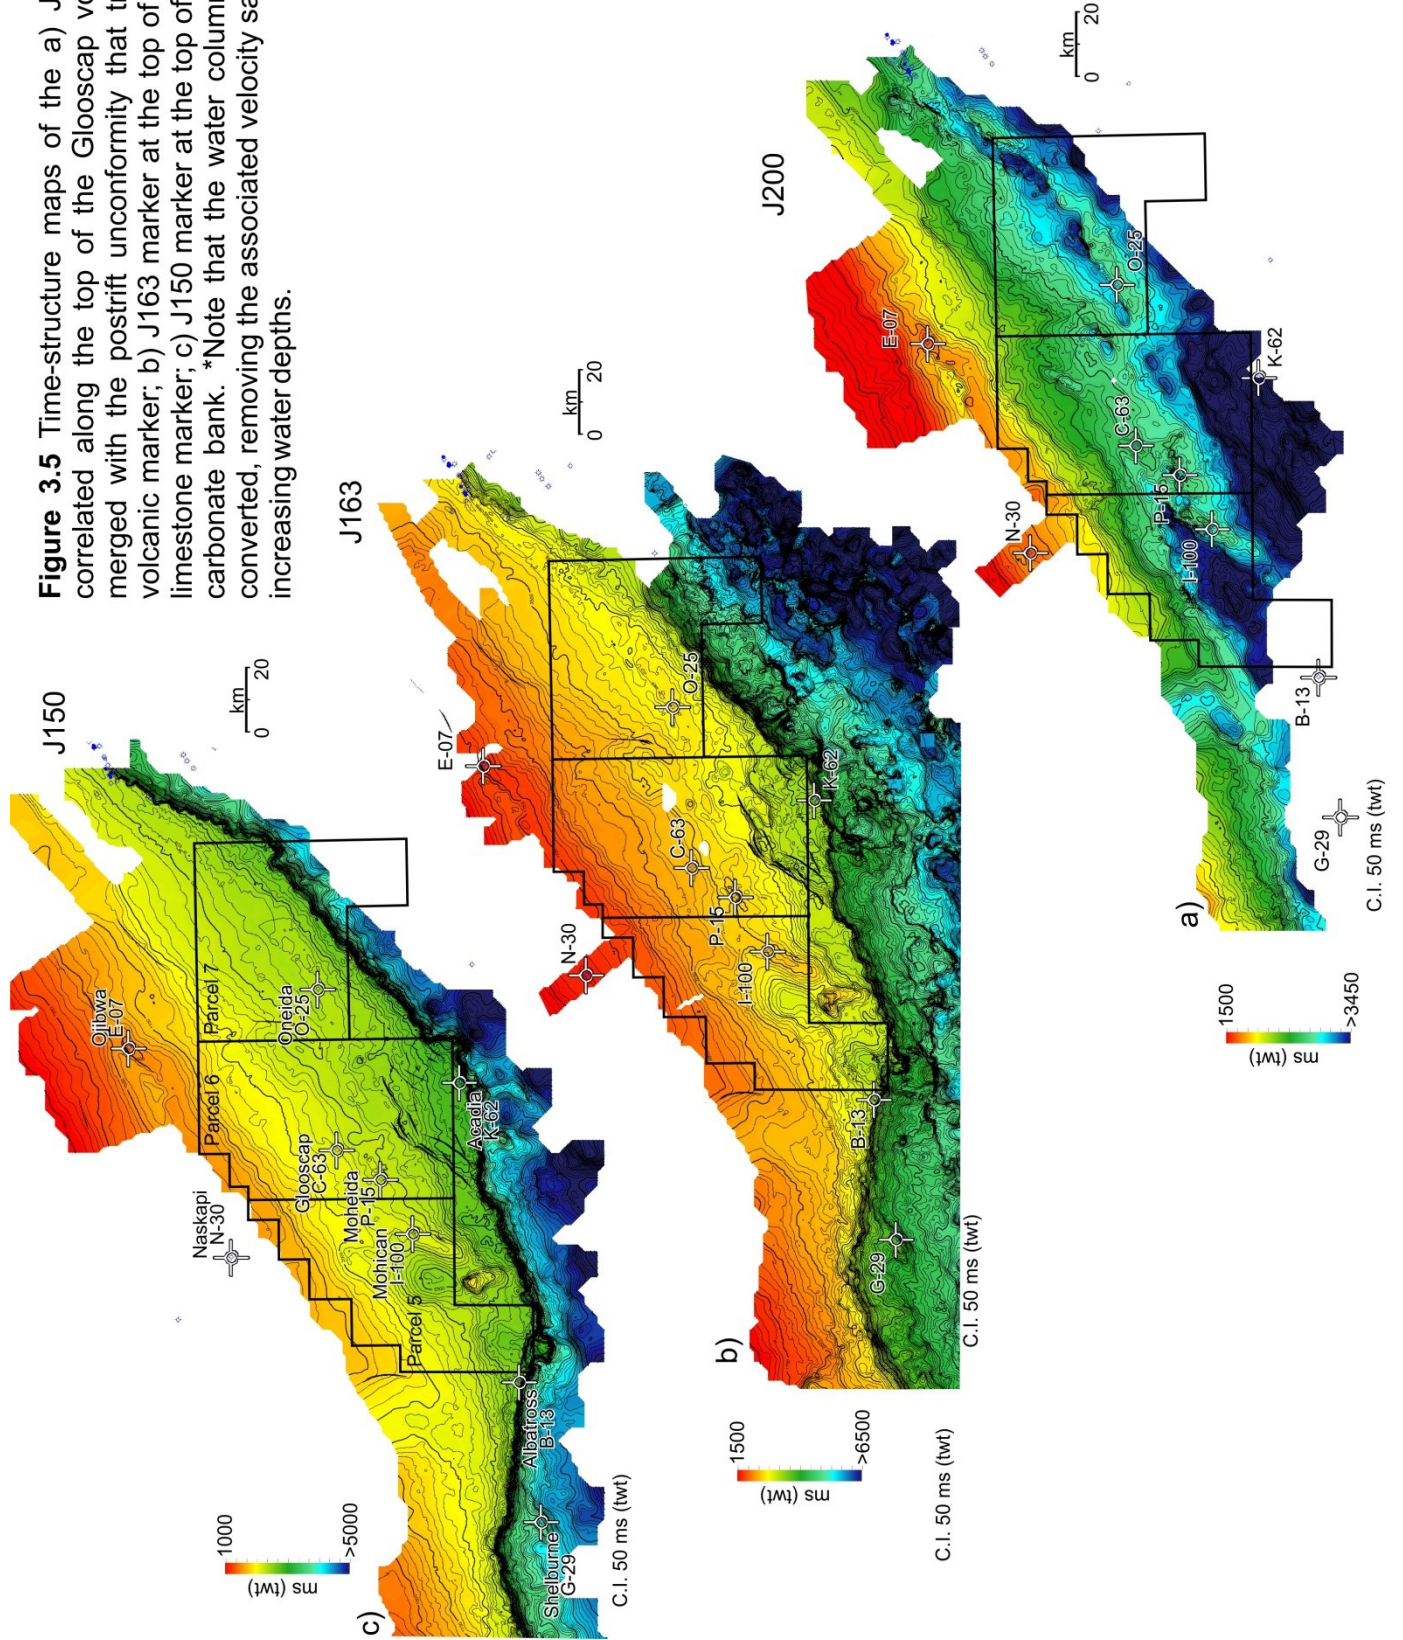 Figure 3.5 Time-structure maps of the a) J
correlated along the top of the Glooscap vo
merged with the postrift unconformity that tr
volcanic marker; b) J163 marker at the top of
limestone marker; c) J150 marker at the top of
carbonate bank. *Note that the water colum
converted, removing the associated velocity sa
increasing water depths.
J150
km
0 20
Ojibwa
E-07
Parcel 7
Oneida
O-25
Parcel 6
Naskapi
N-30
Glooscap
C-63
Moheida
P-15
Mohican
I-100
Acadia
K-62
Parcel 5
Albatross
B-13
Shelburne
G-29
1000
ms (twt)
>5000
c)
C.I. 50 ms (twt)
J163
km
0 20
E-07
O-25
N-30
C-63
P-15
I-100
K-62
B-13
G-29
b)
1500
ms (twt)
>6500
C.I. 50 ms (twt)
C.I. 50 ms (twt)
J200
km
0 20
E-07
O-25
N-30
C-63
P-15
I-100
K-62
B-13
G-29
a)
1500
ms (twt)
>3450
C.I. 50 ms (twt)